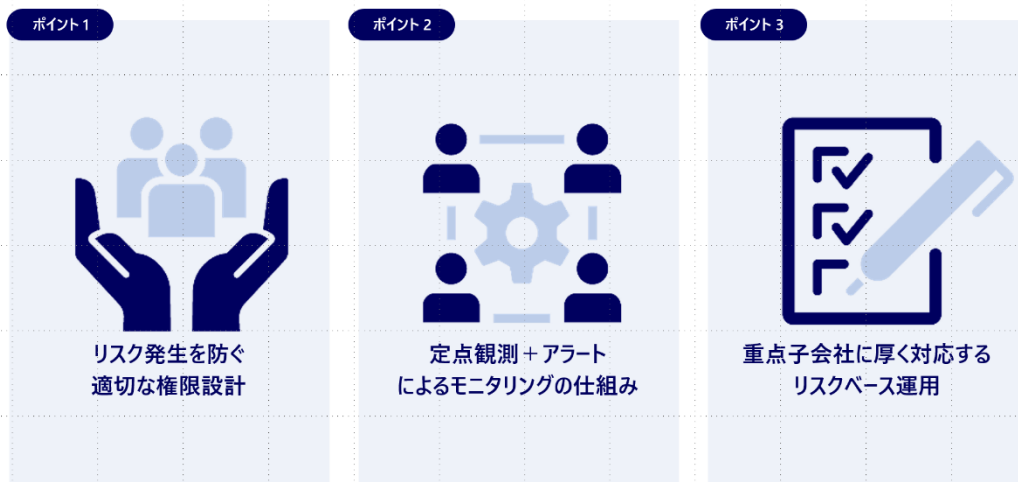 ポイント 1
リスク発生を防ぐ
適切な権限設計
ポイント 2
定点観測＋アラート
によるモニタリングの仕組み
ポイント 3
重点子会社に厚く対応する
リスクベース運用